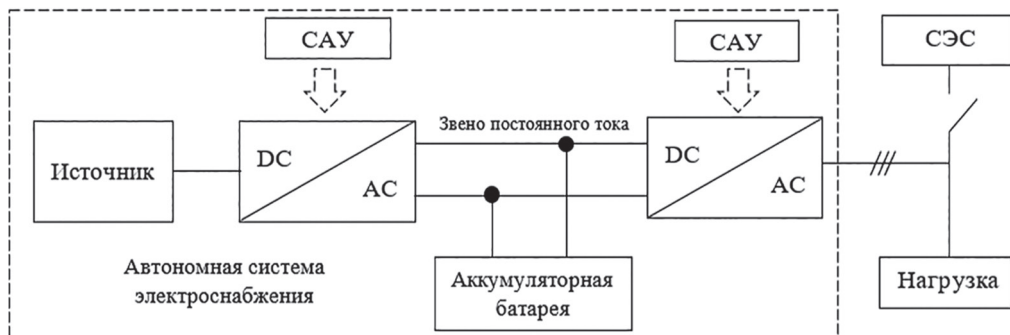 САУ
САУ
СЭС
Звено постоянного тока
Источник
DC
AC
DC
AC
Автономная система
электроснабжения
Аккумуляторная
батарея
Нагрузка